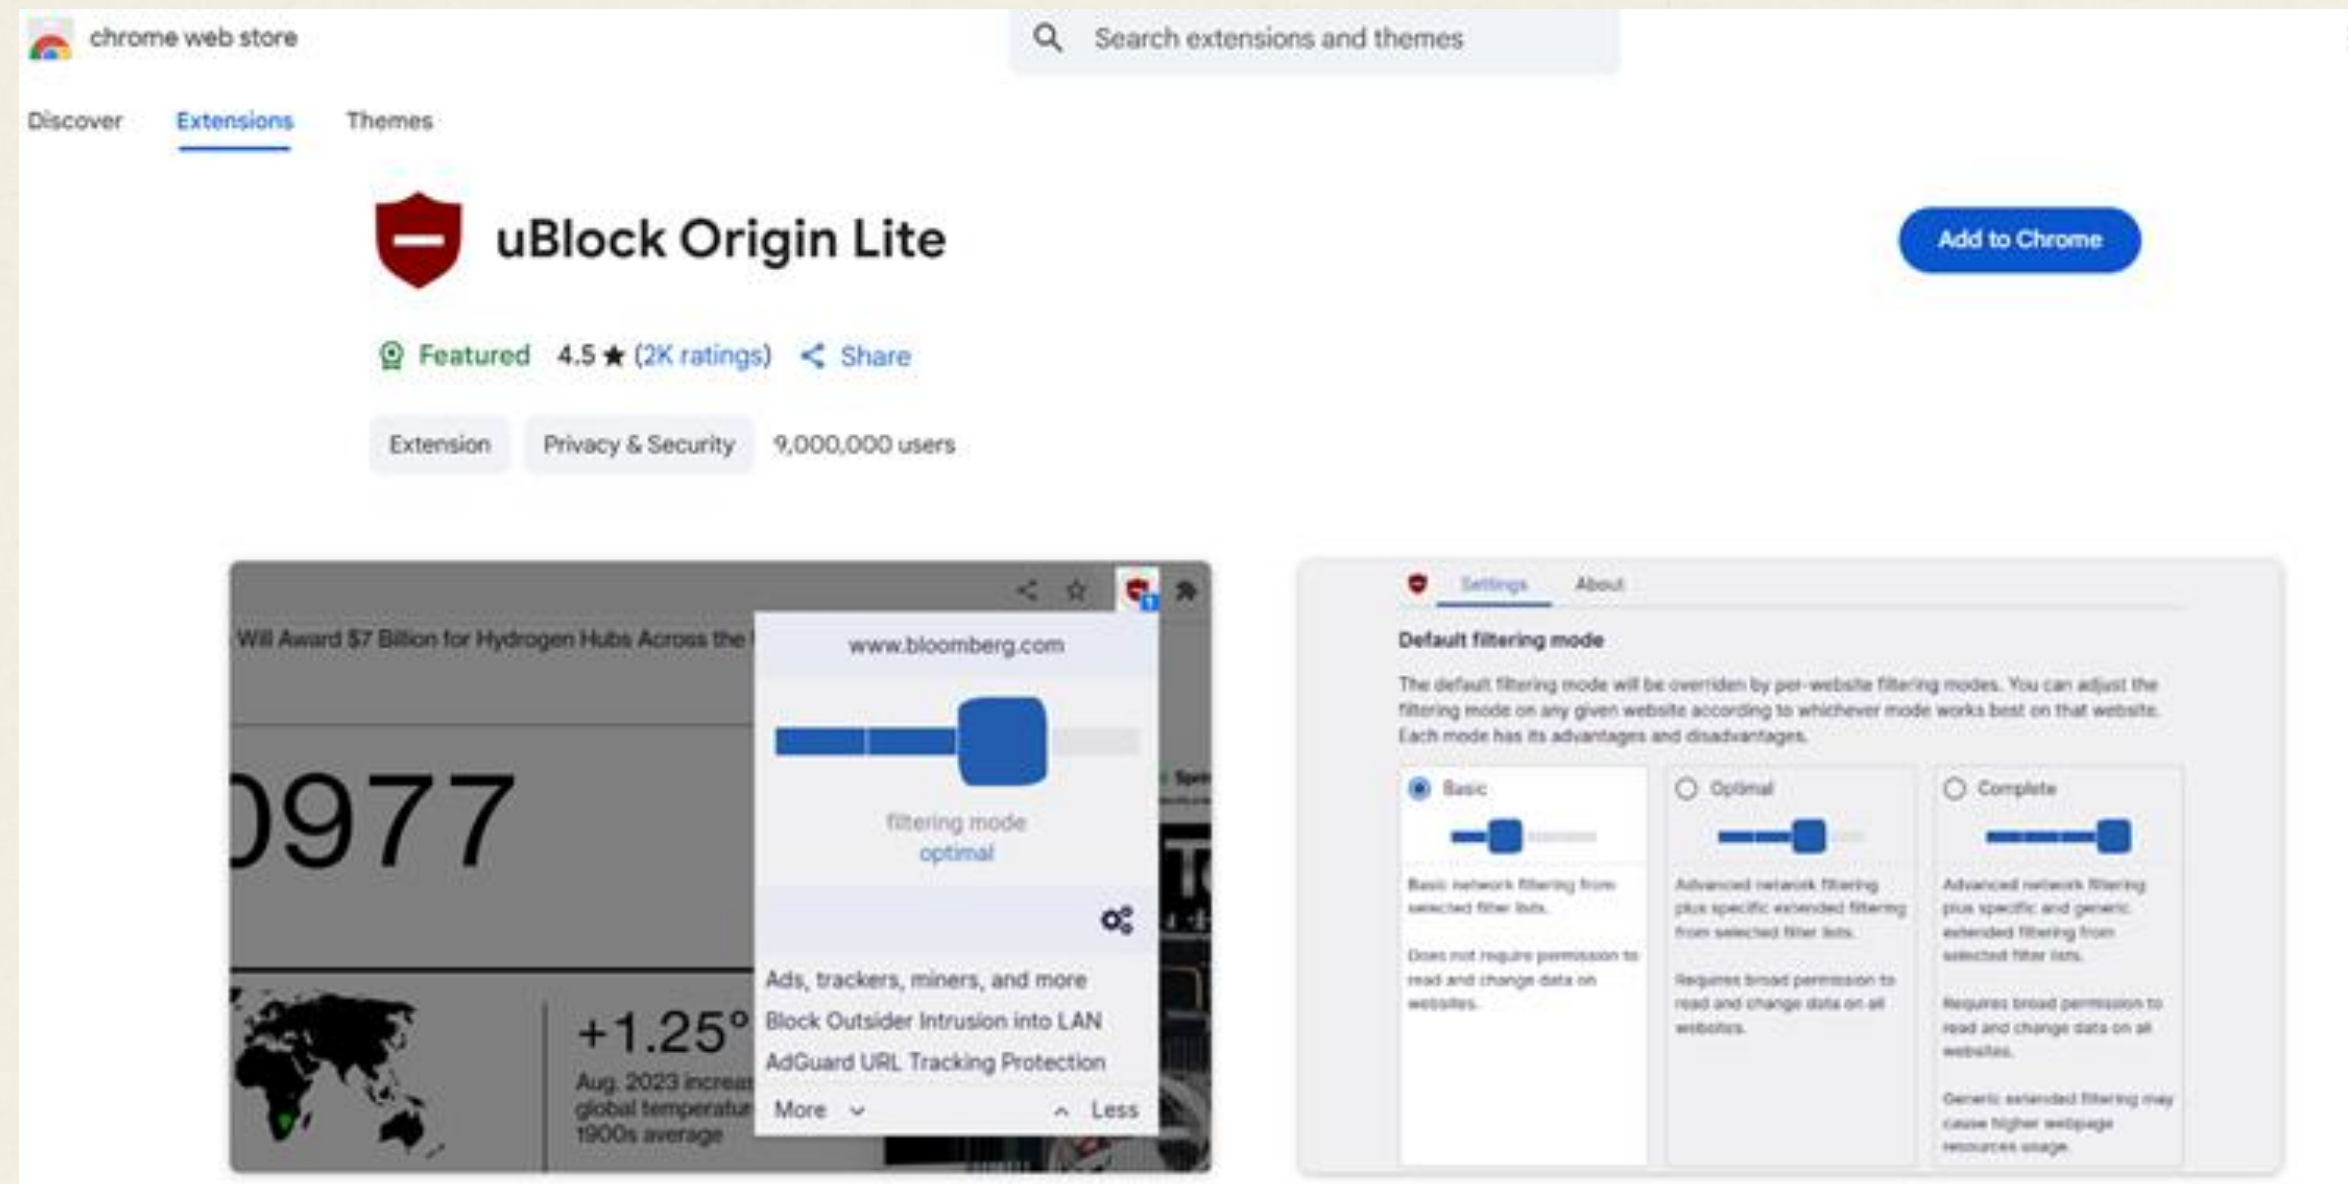 chrome web store
Search extensions and themes
Discover
Extensions
Themes
uBlock Origin Lite
Add to Chrome
Featured 4.5 ★ (2K ratings) Share
Extension Privacy & Security 9,000,000 users
Will Award $7 Billion for Hydrogen Hubs Across the
0977
+1.25°
Aug. 2023 increas
global temperatur
1900s average
www.bloomberg.com
filtering mode
optimal
Ads, trackers, miners, and more
Block Outsider Intrusion into LAN
AdGuard URL Tracking Protection
More
Less
Settings
About
Default filtering mode
The default filtering mode will be overriden by per-website filtering modes. You can adjust the
filtering mode on any given website according to whichever mode works best on that website.
Each mode has its advantages and disadvantages.
Basic
Basic network filtering from
selected filter lists.
Does not require permission to
read and change data on
websites.
Optimal
Advanced network filtering
plus specific extended filtering
from selected filter lists.
Requires broad permission to
read and change data on all
websites.
Complete
Advanced network filtering
plus specific and generic
extended filtering from
selected filter lists.
Requires broad permission to
read and change data on all
websites.
Generic extended filtering may
cause higher webpage
resources usage.